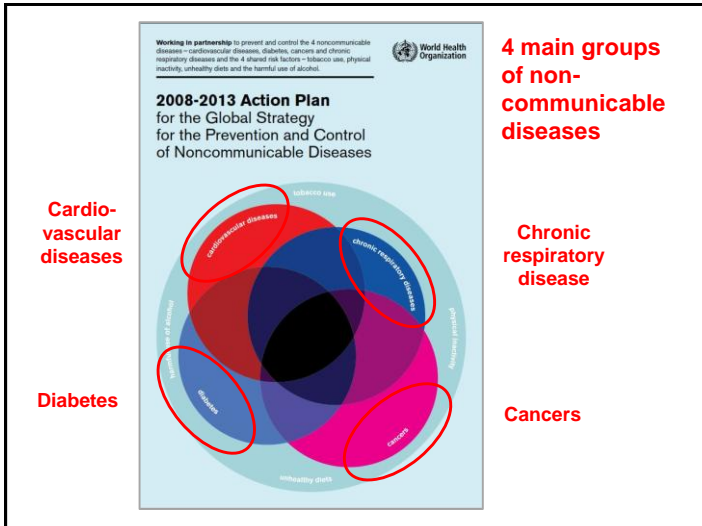 Working in partnership to prevent and control the 4 noncommunicable
diseases – cardiovascular diseases, diabetes, cancers and chronic
respiratory diseases and the 4 shared risk factors – tobacco use, physical
inactivity, unhealthy diets and the harmful use of alcohol.
World Health
Organization
4 main groups
of non-
communicable
diseases
2008-2013 Action Plan
for the Global Strategy
for the Prevention and Control
of Noncommunicable Diseases
Cardio-
vascular
diseases
Chronic
respiratory
disease
Diabetes
Cancers
tobacco use
cardiovascular diseases
chronic respiratory diseases
physical inactivity
use of alcohol
diabetes
cancers
unhealthy diets